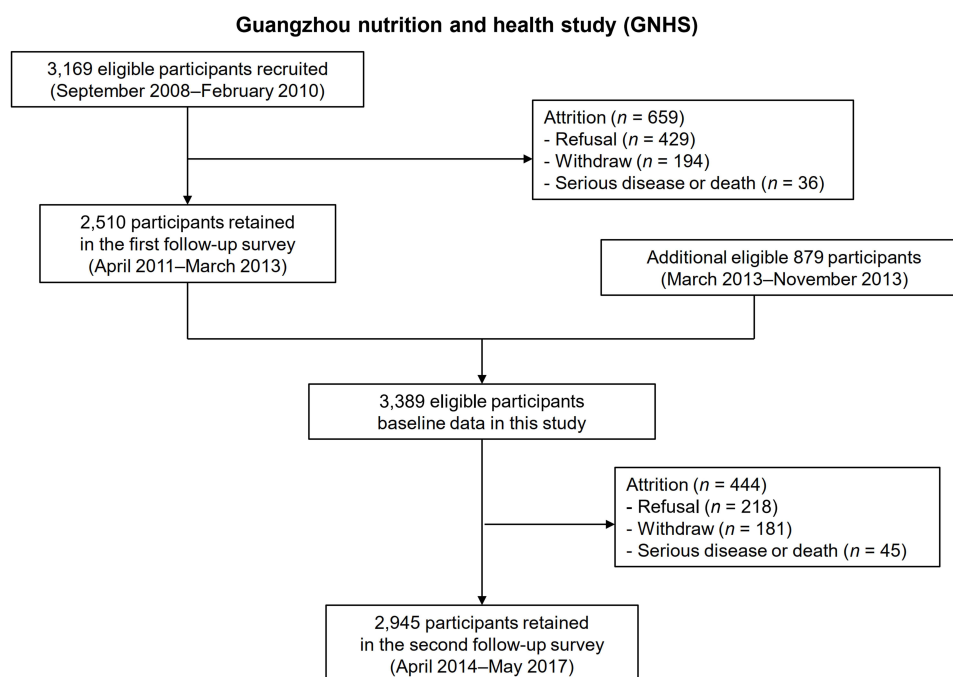 Guangzhou nutrition and health study (GNHS)
3,169 eligible participants recruited
(September 2008–February 2010)
Attrition (n = 659)
- Refusal (n = 429)
- Withdraw (n = 194)
- Serious disease or death (n = 36)
2,510 participants retained
in the first follow-up survey
(April 2011–March 2013)
Additional eligible 879 participants
(March 2013–November 2013)
3,389 eligible participants
baseline data in this study
Attrition (n = 444)
- Refusal (n = 218)
- Withdraw (n = 181)
- Serious disease or death (n = 45)
2,945 participants retained
in the second follow-up survey
(April 2014–May 2017)